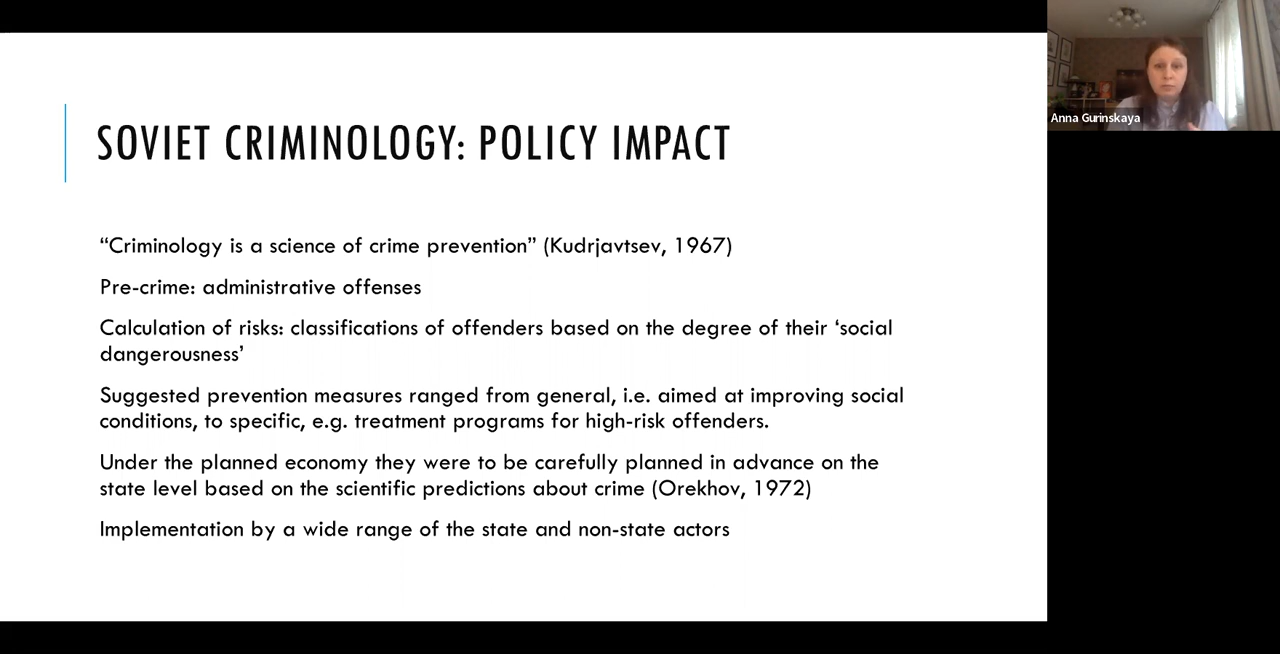 SOVIET CRIMINOLOGY: POLICY IMPACT
“Criminology is a science of crime prevention” (Kudrjavtsev, 1967)
Pre-crime: administrative offenses
Calculation of risks: classifications of offenders based on the degree of their ‘social
dangerousness’
Suggested prevention measures ranged from general, i.e. aimed at improving social
conditions, to specific, e.g. treatment programs for high-risk offenders.
Under the planned economy they were to be carefully planned in advance on the
state level based on the scientific predictions about crime (Orekhov, 1972)
Implementation by a wide range of the state and non-state actors
Anna Gurinskaya